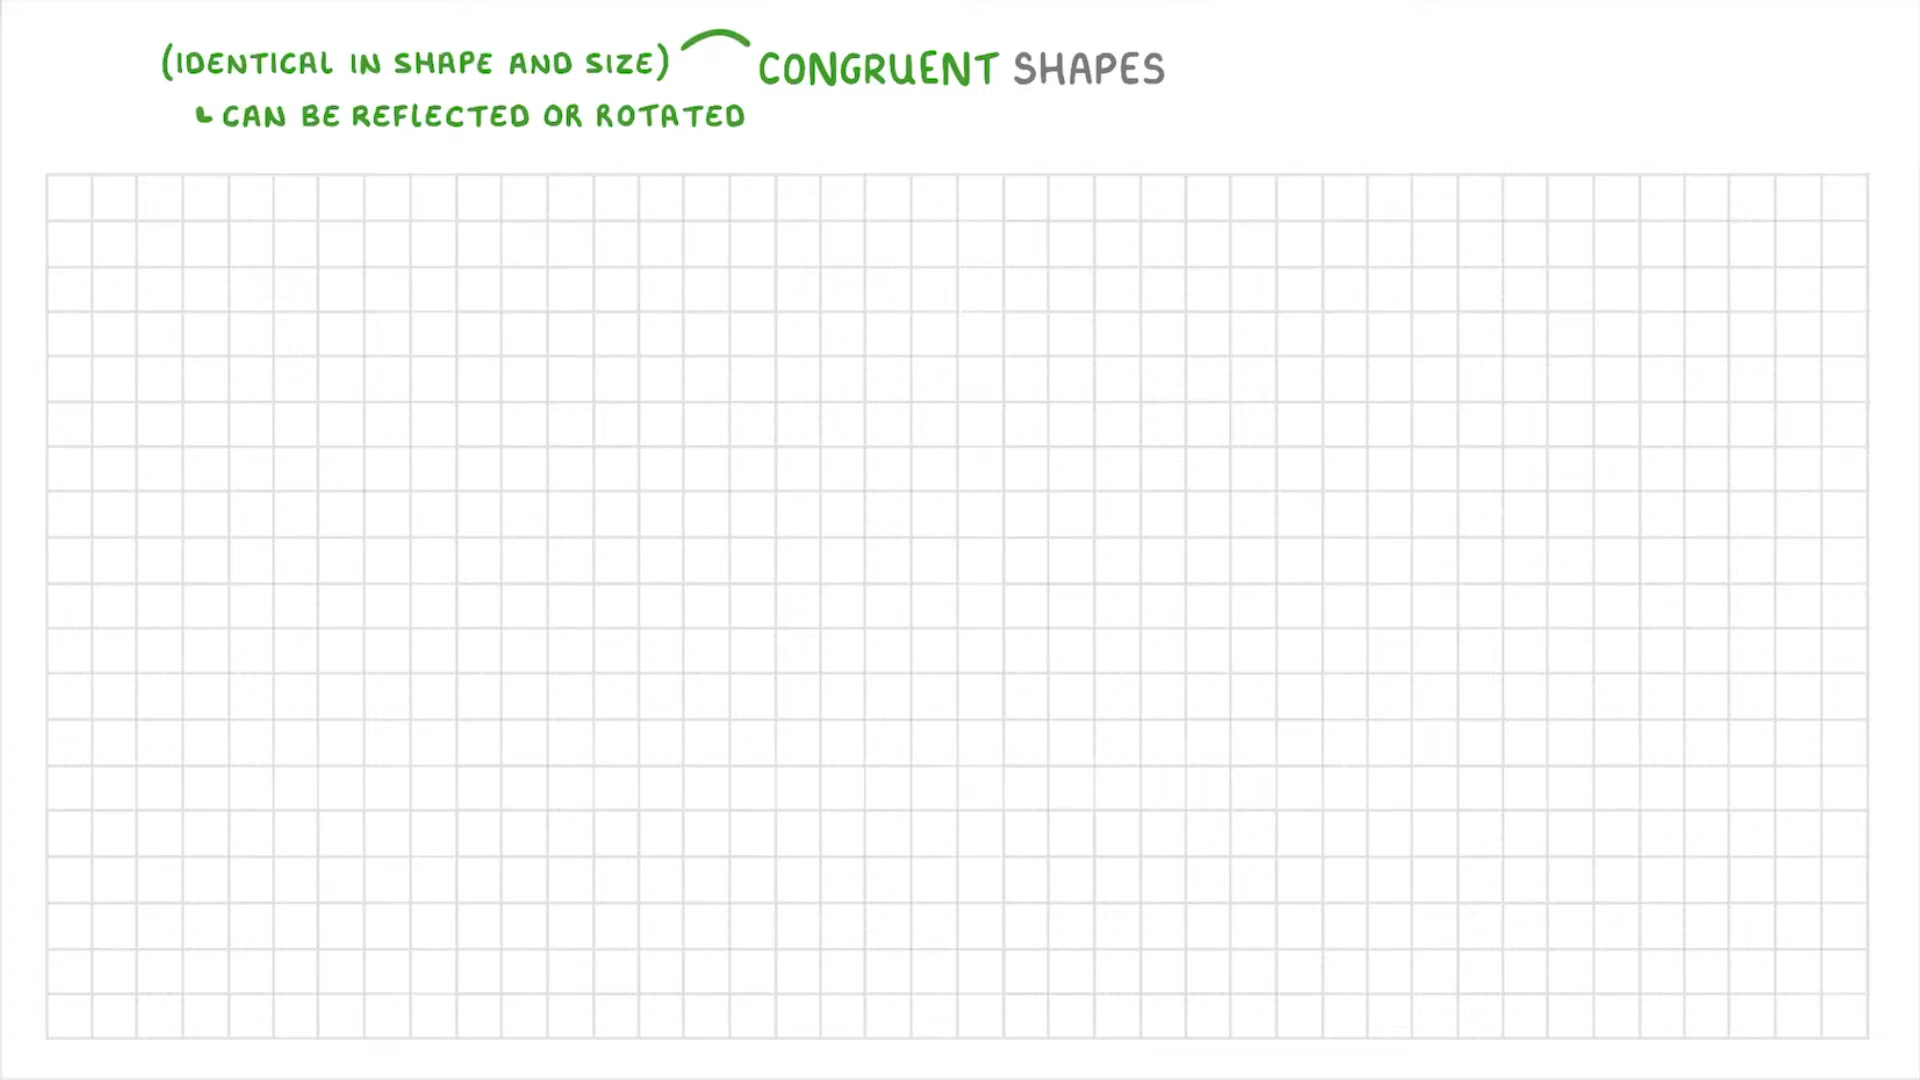 (IDENTICAL IN SHAPE AND SIZE) CONGRUENT SHAPES
CAN BE REFLECTED OR ROTATED